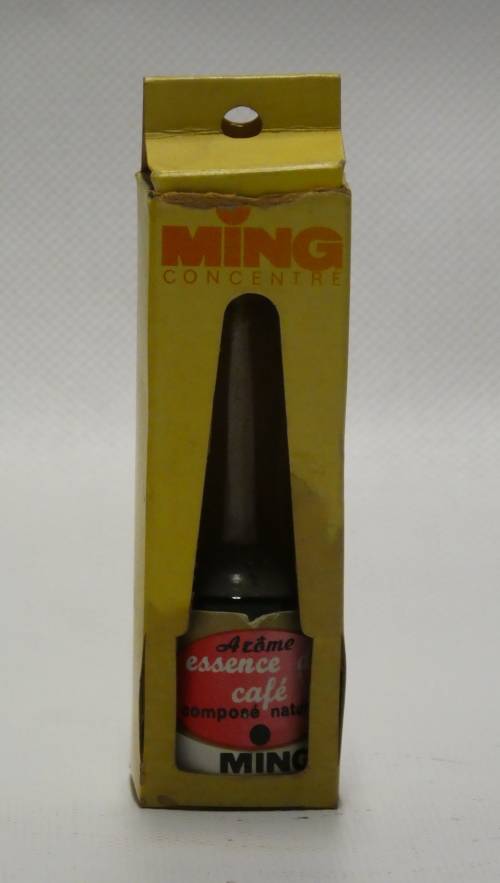 MING
CONCENTRE
Arôme
essence
café
composé
MING